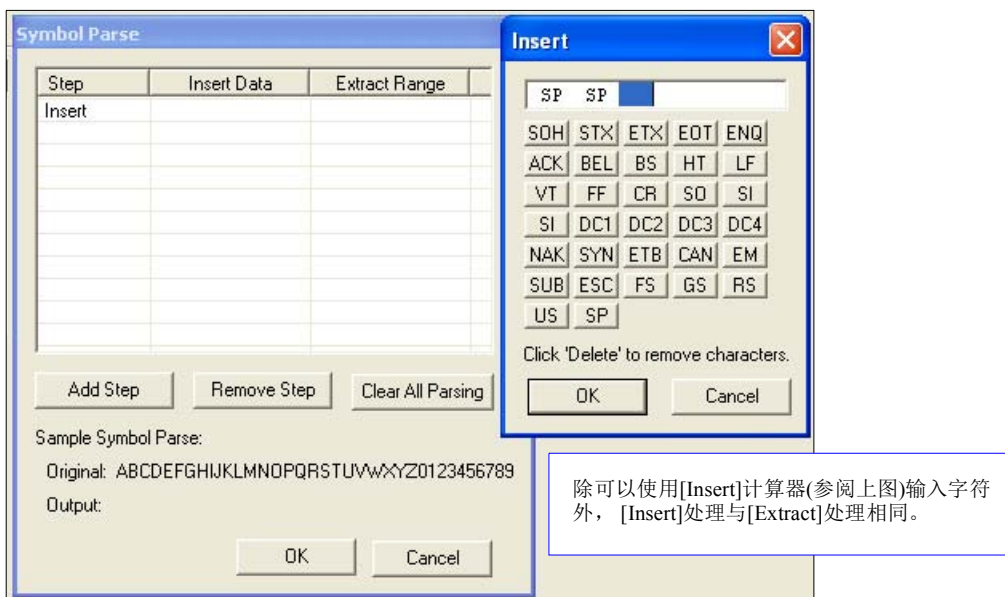 Symbol Parse
Step Insert Data Extract Range
Insert
Add Step Remove Step Clear All Parsing
Sample Symbol Parse:
Original: ABCDEFGHIJKLMNOPQRSTUVWXYZ0123456789
Output:
OK Cancel
Insert
SP SP
SOH STX ETX EOT ENQ
ACK BEL BS HT LF
VT FF CR SO SI
SI DC1 DC2 DC3 DC4
NAK SYN ETB CAN EM
SUB ESC FS GS RS
US SP
Click 'Delete' to remove characters.
OK Cancel
除可以使用[Insert]计算器(参阅上图)输入字符
外， [Insert]处理与[Extract]处理相同。